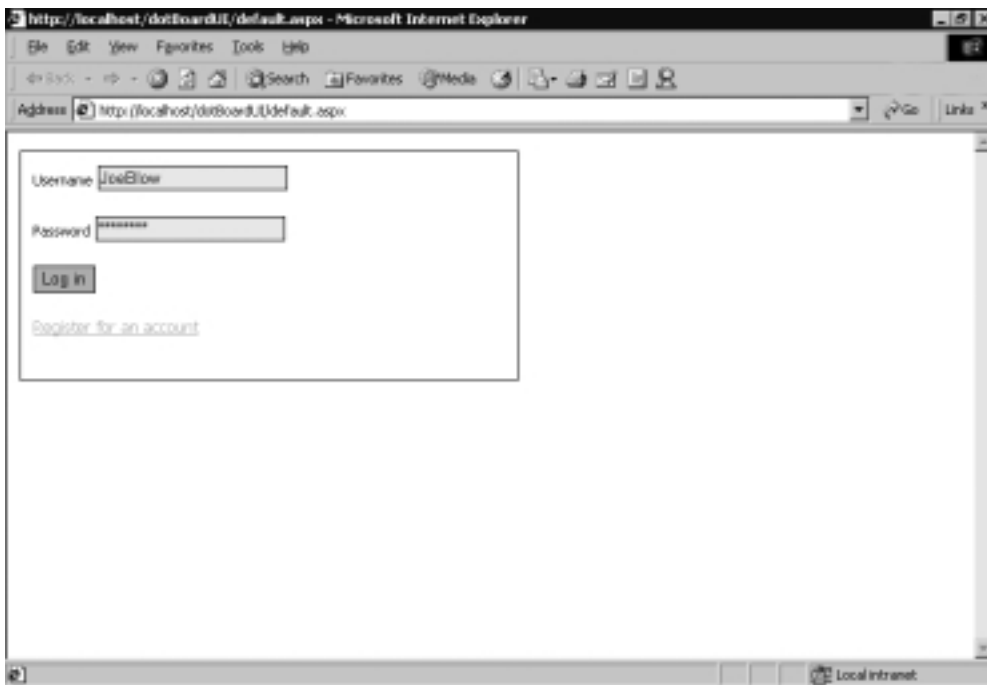 http://localhost/dotBoardUI/default.aspx - Microsoft Internet Explorer
File Edit View Favorites Tools Help
Back Search Favorites Media
Address http://localhost/dotBoardUI/default.aspx Go Links »
Username JoeBlow
Password ********
Log in
Register for an account
Local intranet